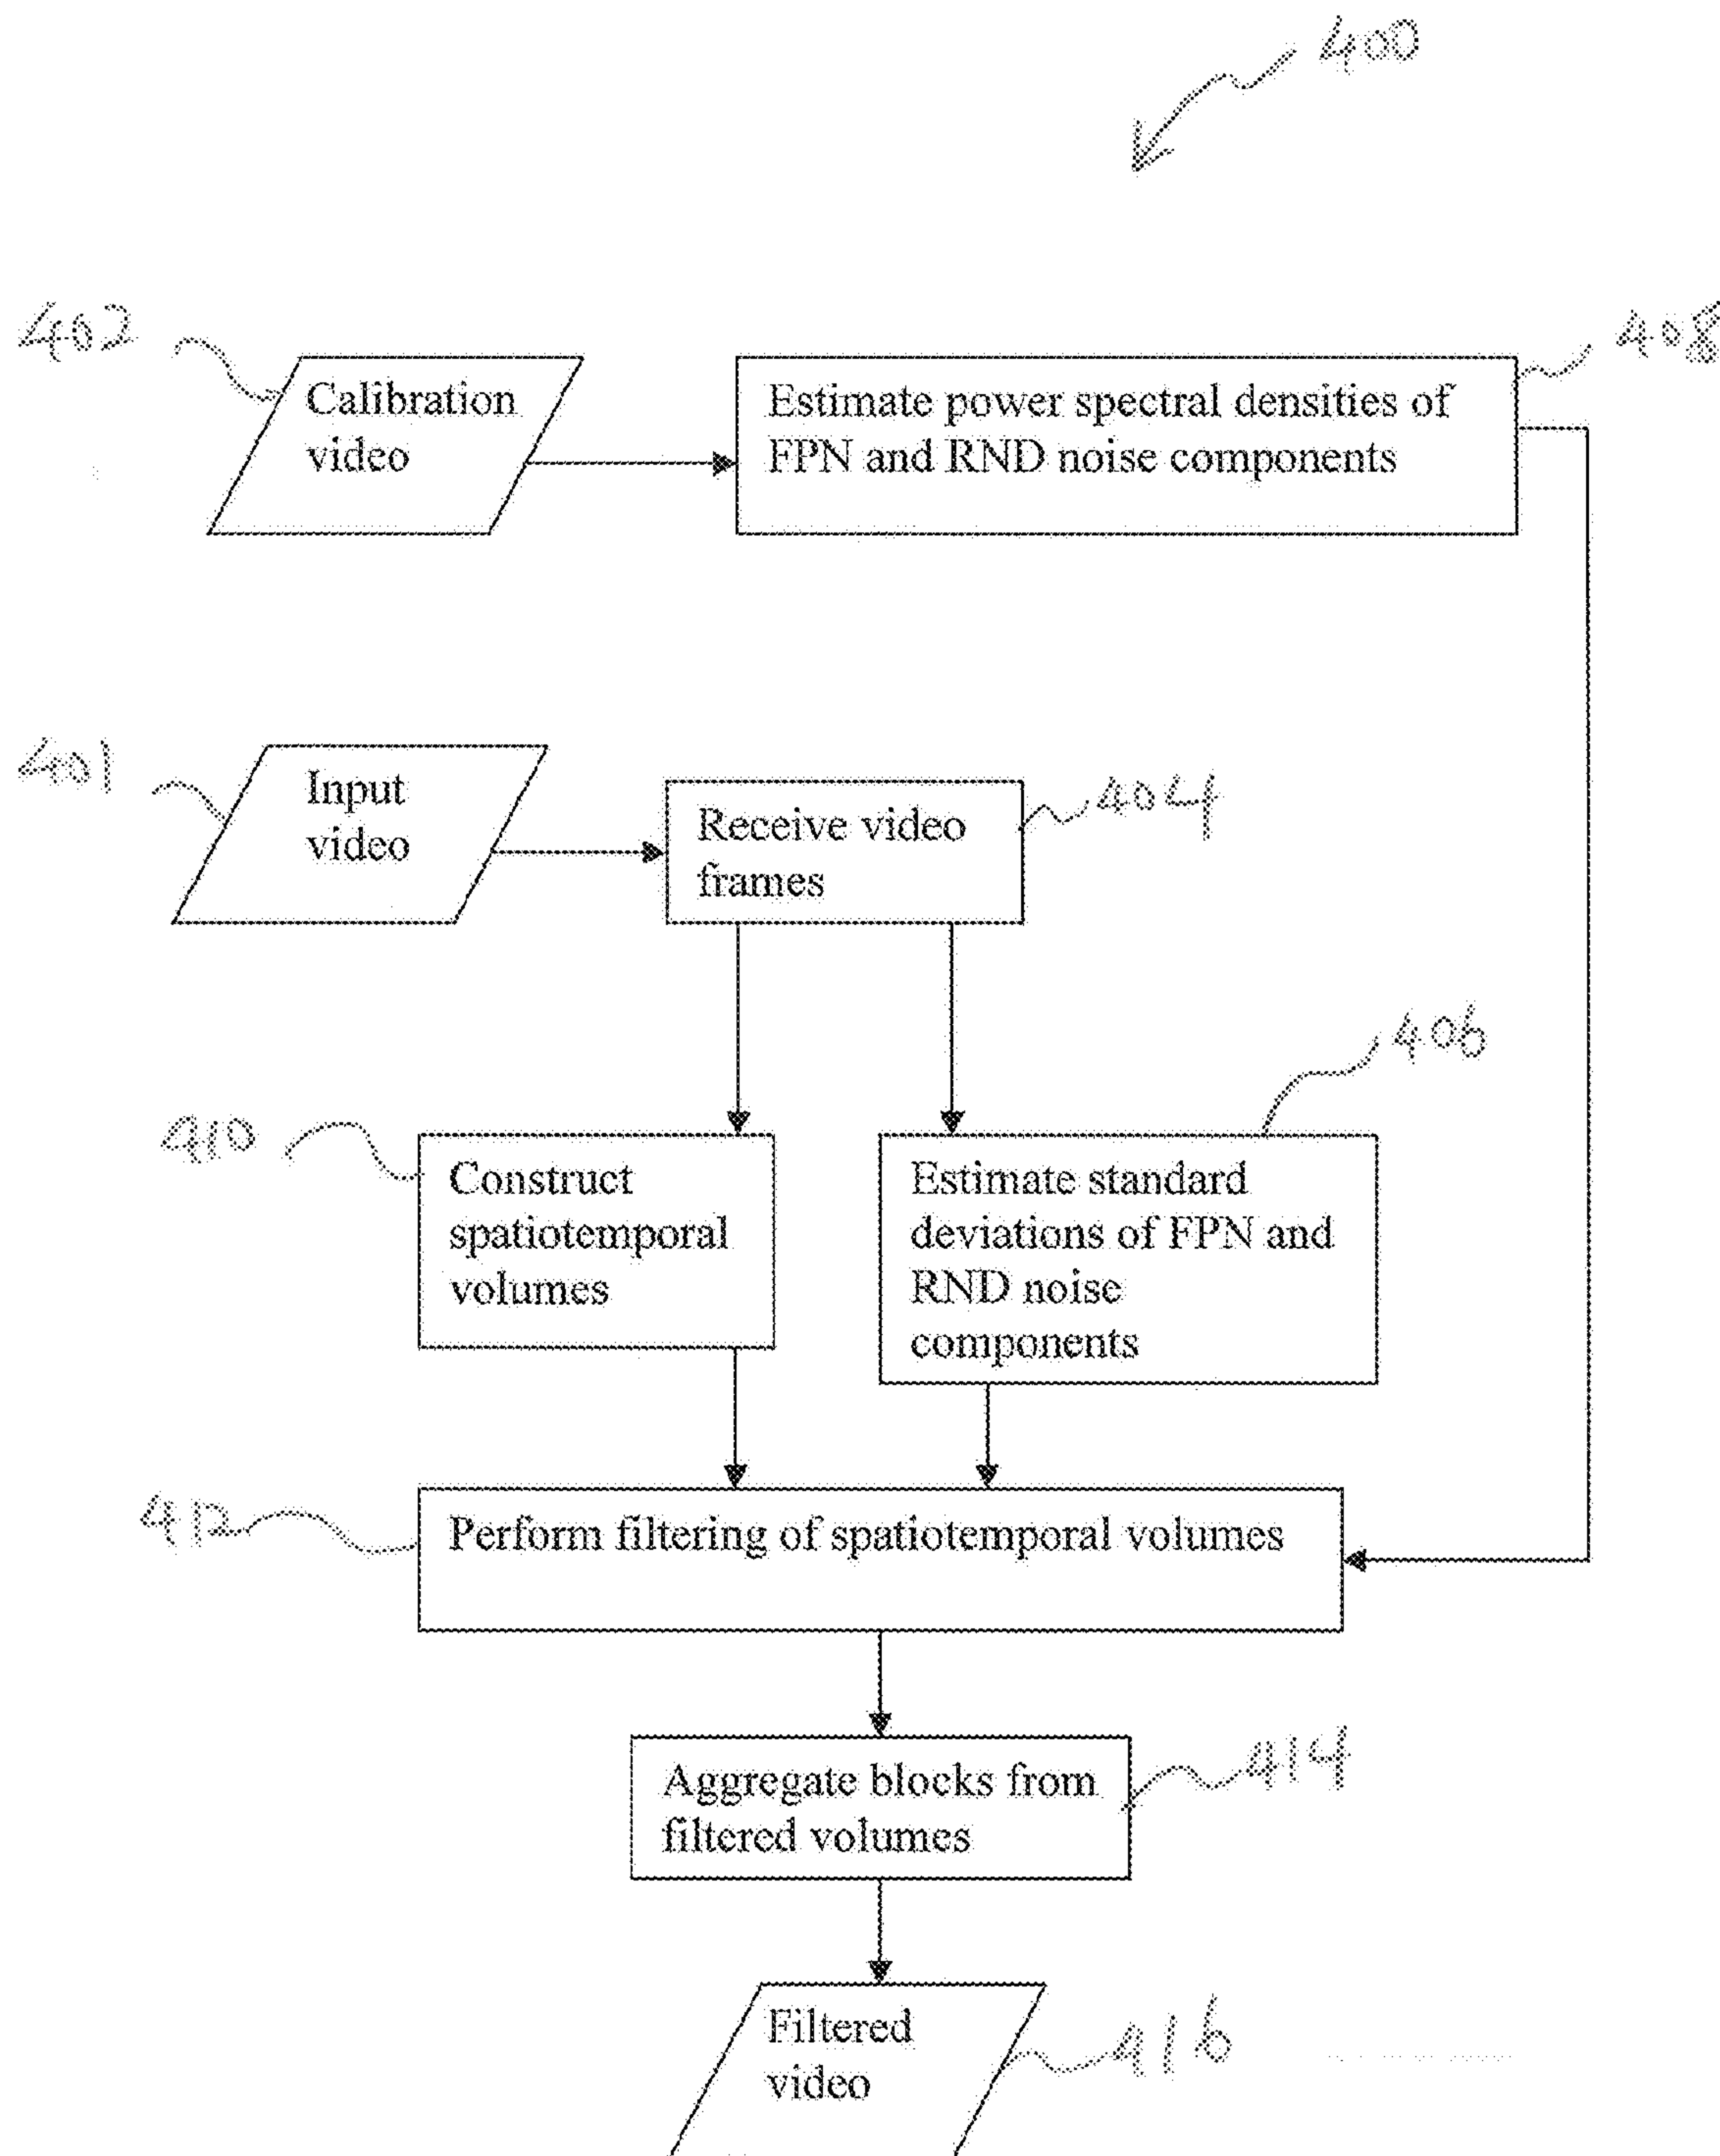 400
402
Calibration
video
Estimate power spectral densities of
FPN and RND noise components
408
401
Input
video
Receive video
frames
404
410
Construct
spatiotemporal
volumes
Estimate standard
deviations of FPN and
RND noise
components
406
412
Perform filtering of spatiotemporal volumes
Aggregate blocks from
filtered volumes
414
Filtered
video
416